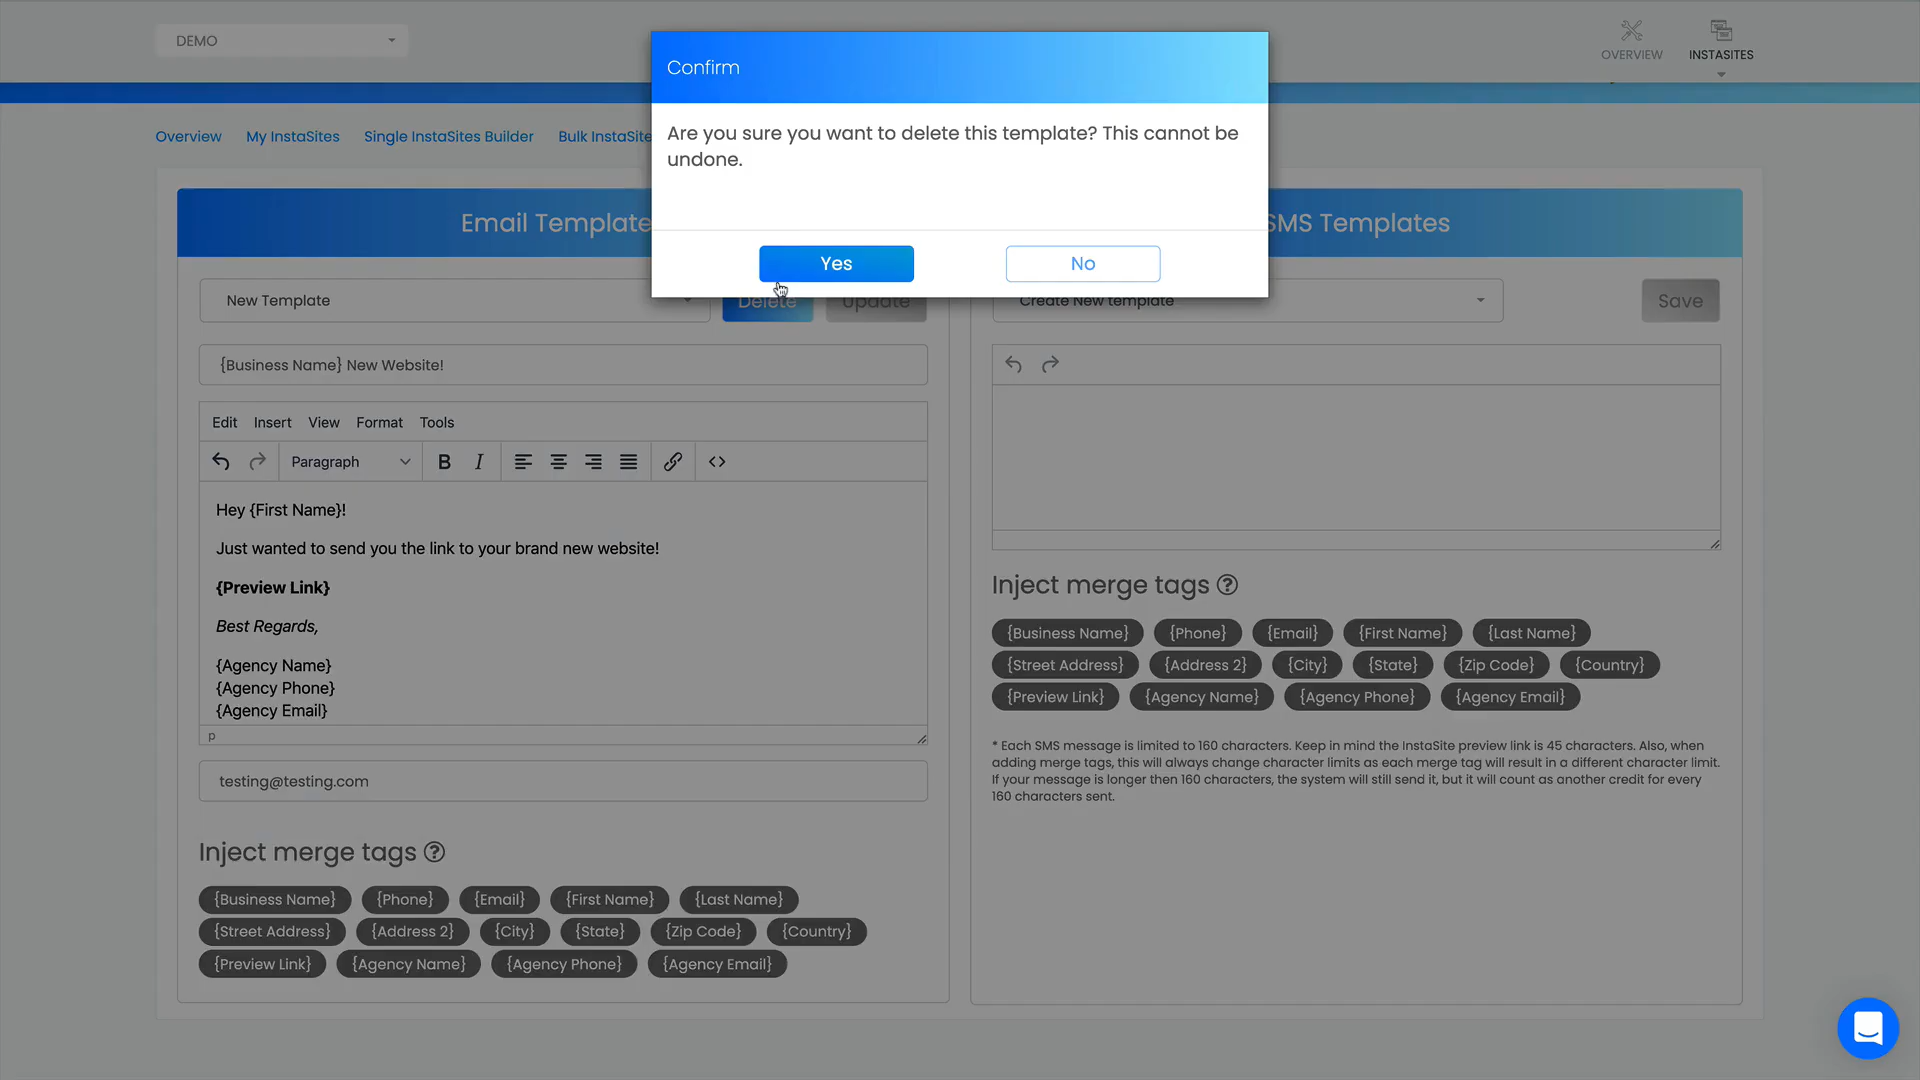 DEMO
OVERVIEW
INSTASITES
Confirm
Are you sure you want to delete this template? This cannot be
undone.
Yes
No
Overview
My InstaSites
Single InstaSites Builder
Bulk InstaSite
Email Template
SMS Templates
New Template
Delete
Update
{Business Name} New Website!
Edit
Insert
View
Format
Tools
Paragraph
B
I
Hey {First Name}!
Just wanted to send you the link to your brand new website!
{Preview Link}
Best Regards,
{Agency Name}
{Agency Phone}
{Agency Email}
p
testing@testing.com
Inject merge tags
{Business Name} {Phone} {Email} {First Name} {Last Name}
{Street Address} {Address 2} {City} {State} {Zip Code} {Country}
{Preview Link} {Agency Name} {Agency Phone} {Agency Email}
Create New template
Save
Inject merge tags
{Business Name} {Phone} {Email} {First Name} {Last Name}
{Street Address} {Address 2} {City} {State} {Zip Code} {Country}
{Preview Link} {Agency Name} {Agency Phone} {Agency Email}
* Each SMS message is limited to 160 characters. Keep in mind the InstaSite preview link is 45 characters. Also, when
adding merge tags, this will always change character limits as each merge tag will result in a different character limit.
If your message is longer then 160 characters, the system will still send it, but it will count as another credit for every
160 characters sent.